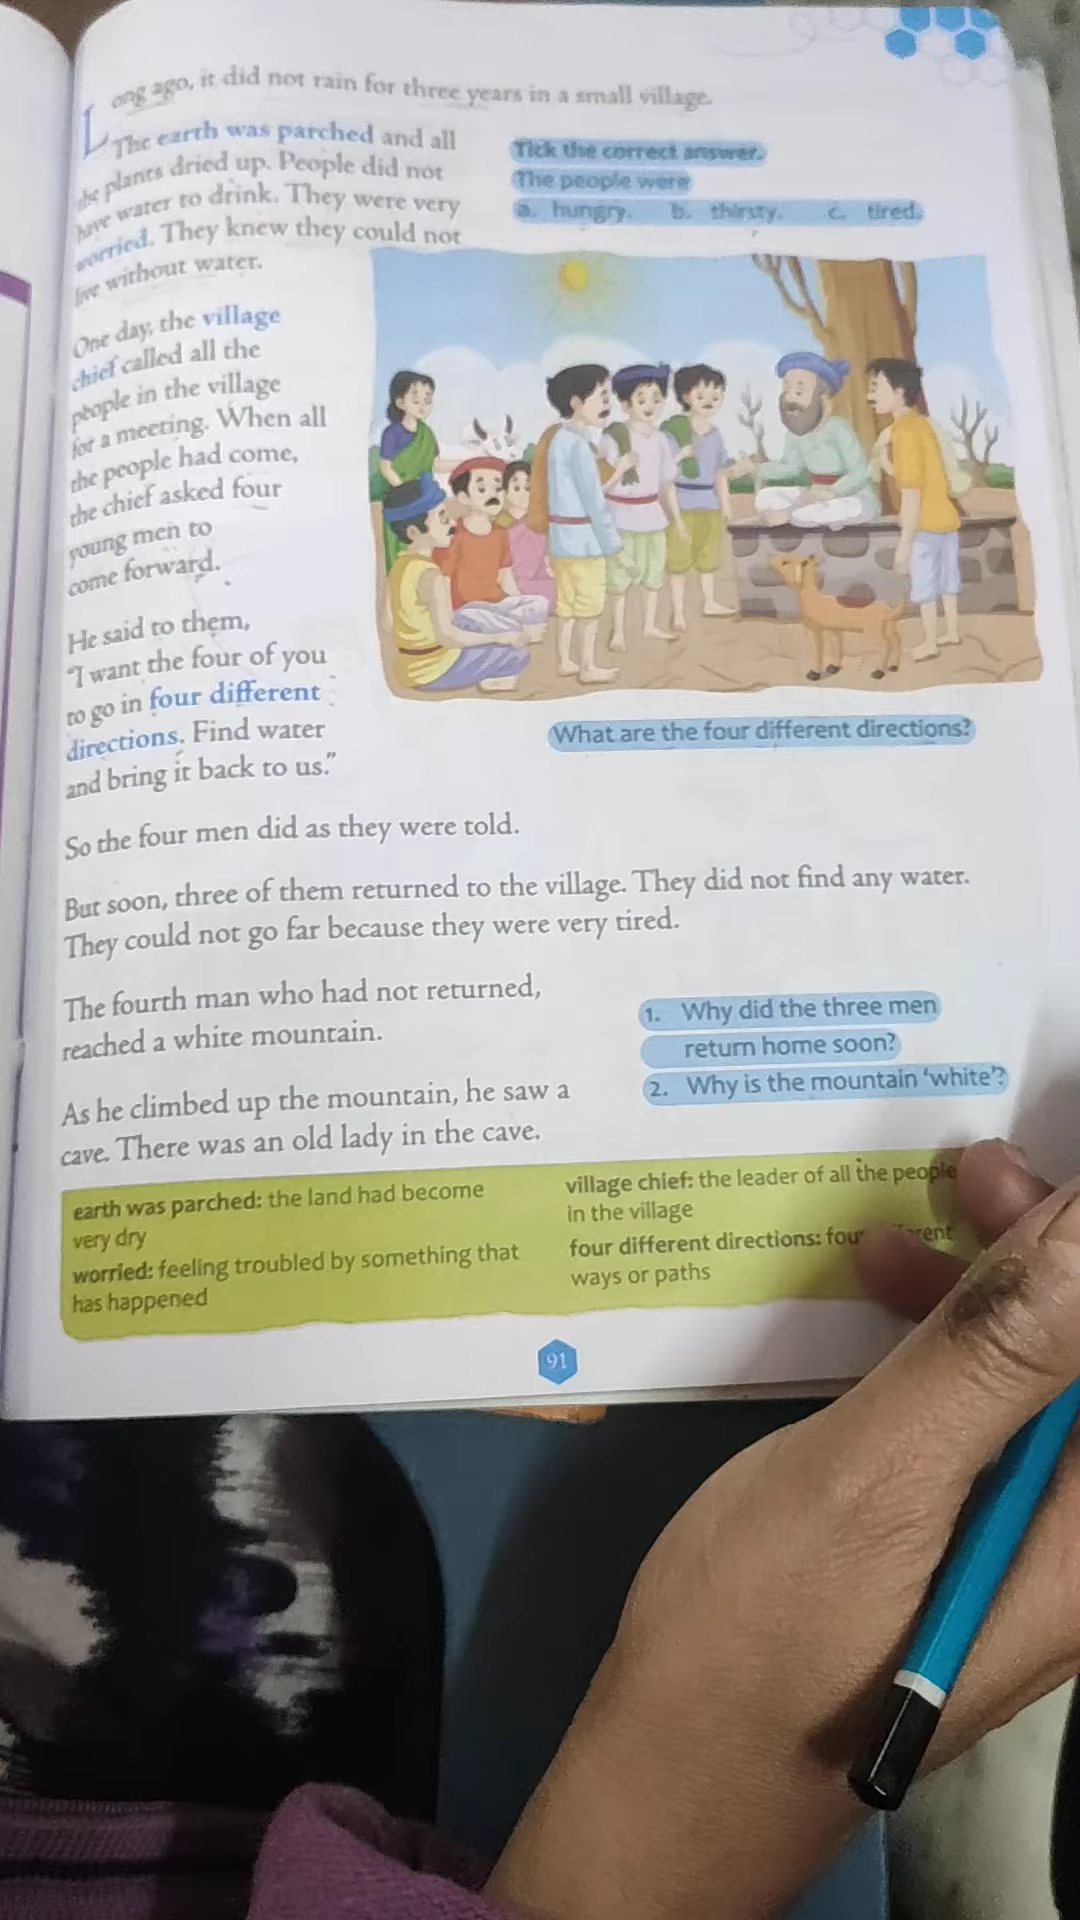 Long ago, it did not rain for three years in a small village.
The earth was parched and all
the plants dried up. People did not
have water to drink. They were very
worried. They knew they could not
live without water.
Tick the correct answer.
The people were
a. hungry. b. thirsty. c. tired.
One day, the village
chief called all the
people in the village
for a meeting. When all
the people had come,
the chief asked four
young men to
come forward.
He said to them,
"I want the four of you
to go in four different
directions. Find water
and bring it back to us."
What are the four different directions?
So the four men did as they were told.
But soon, three of them returned to the village. They did not find any water.
They could not go far because they were very tired.
The fourth man who had not returned,
reached a white mountain.
1. Why did the three men
return home soon?
2. Why is the mountain 'white'?
As he climbed up the mountain, he saw a
cave. There was an old lady in the cave.
earth was parched: the land had become
very dry
worried: feeling troubled by something that
has happened
village chief: the leader of all the people
in the village
four different directions:
ways or paths
91